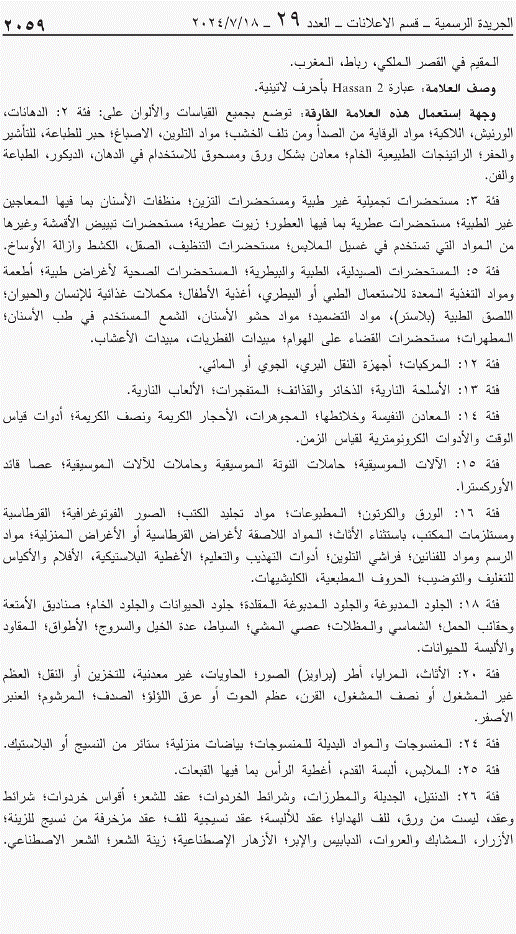 الجريدة الرسمية ــ قسم الاعلانات ــ العدد ٢٩ ــ ٢٠٢٤/٧/١٨ ٢٠٥٩
المقيم في القصر الملكي، رباط، المغرب.
وصف العلامة: عبارة Hassan 2 بأحرف لاتينية.
وجهة إستعمال هذه العلامة الفارقة: توضع بجميع القياسات والألوان على: فئة ٢: الدهانات،
الورنيش، اللاكية؛ مواد الوقاية من الصدأ ومن تلف الخشب؛ مواد التلوين، الاصباغ؛ حبر للطباعة، للتأشير
والحفر؛ الراتينجات الطبيعية الخام؛ معادن بشكل ورق ومسحوق للاستخدام في الدهان، الديكور، الطباعة
والفن.
فئة ٣: مستحضرات تجميلية غير طبية ومستحضرات التزين؛ منظفات الأسنان بما فيها المعاجين
غير الطبية؛ مستحضرات عطرية بما فيها العطور؛ زيوت عطرية؛ مستحضرات تبييض الأقمشة وغيرها
من المواد التي تستخدم في غسيل الملابس؛ مستحضرات التنظيف، الصقل، الكشط وازالة الأوساخ.
فئة ٥: المستحضرات الصيدلية، الطبية والبيطرية؛ المستحضرات الصحية لأغراض طبية؛ أطعمة
ومواد التغذية المعدة للاستعمال الطبي أو البيطري، أغذية الأطفال؛ مكملات غذائية للإنسان والحيوان؛
اللصق الطبية (بلاستر)، مواد التضميد؛ مواد حشو الأسنان، الشمع المستخدم في طب الأسنان؛
المطهرات؛ مستحضرات القضاء على الهوام؛ مبيدات الفطريات، مبيدات الأعشاب.
فئة ١٢: المركبات؛ أجهزة النقل البري، الجوي أو المائي.
فئة ١٣: الأسلحة النارية؛ الذخائر والقذائف؛ المتفجرات؛ الألعاب النارية.
فئة ١٤: المعادن النفيسة وخلائطها؛ المجوهرات، الأحجار الكريمة ونصف الكريمة؛ أدوات قياس
الوقت والأدوات الكرونومترية لقياس الزمن.
فئة ١٥: الآلات الموسيقية؛ حاملات النوتة الموسيقية وحاملات للآلات الموسيقية؛ عصا قائد
الأوركسترا.
فئة ١٦: الورق والكرتون؛ المطبوعات؛ مواد تجليد الكتب؛ الصور الفوتوغرافية؛ القرطاسية
ومستلزمات المكتب، باستثناء الأثاث؛ المواد اللاصقة لأغراض القرطاسية أو الأغراض المنزلية؛ مواد
الرسم ومواد للفنانين؛ فراشي التلوين؛ أدوات التهذيب والتعليم؛ الأغطية البلاستيكية، الأفلام والأكياس
للتغليف والتوضيب؛ الحروف المطبعية، الكليشيهات.
فئة ١٨: الجلود المدبوغة والجلود المدبوغة المقلدة؛ جلود الحيوانات والجلود الخام؛ صناديق الأمتعة
وحقائب الحمل؛ الشماسي والمظلات؛ عصي المشي؛ السياط، عدة الخيل والسروج؛ الأطواق؛ المقاود
والألبسة للحيوانات.
فئة ٢٠: الأثاث، المرايا، أطر (براويز) الصور؛ الحاويات، غير معدنية، للتخزين أو النقل؛ العظم
غير المشغول أو نصف المشغول، القرن، عظم الحوت أو عرق اللؤلؤ؛ الصدف؛ المرشوم؛ العنبر
الأصفر.
فئة ٢٤: المنسوجات والمواد البديلة للمنسوجات؛ بياضات منزلية؛ ستائر من النسيج أو البلاستيك.
فئة ٢٥: الملابس، ألبسة القدم، أغطية الرأس بما فيها القبعات.
فئة ٢٦: الدنتيل، الجديلة والمطرزات، وشرائط الخردوات؛ عقد للشعر؛ أقواس خردوات؛ شرائط
وعقد، ليست من ورق، للف الهدايا؛ عقد للألبسة؛ عقد نسيجية للف؛ عقد مزخرفة من نسيج للزينة؛
الأزرار، المشابك والعروات، الدبابيس والإبر؛ الأزهار الإصطناعية؛ زينة الشعر؛ الشعر الاصطناعي.